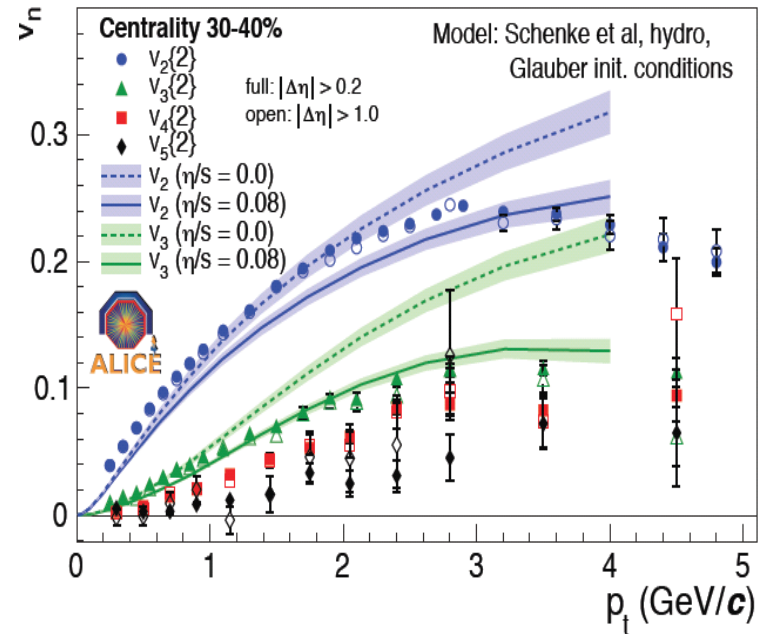 Centrality 30-40%
v2{2}
v3{2}
v4{2}
v5{2}
full: |Δη| > 0.2
open: |Δη| > 1.0
v2 (η/s = 0.0)
v2 (η/s = 0.08)
v3 (η/s = 0.0)
v3 (η/s = 0.08)
Model: Schenke et al, hydro,
Glauber init. conditions
ALICE
vn
0.3
0.2
0.1
0
0 1 2 3 4 5
pt (GeV/c)